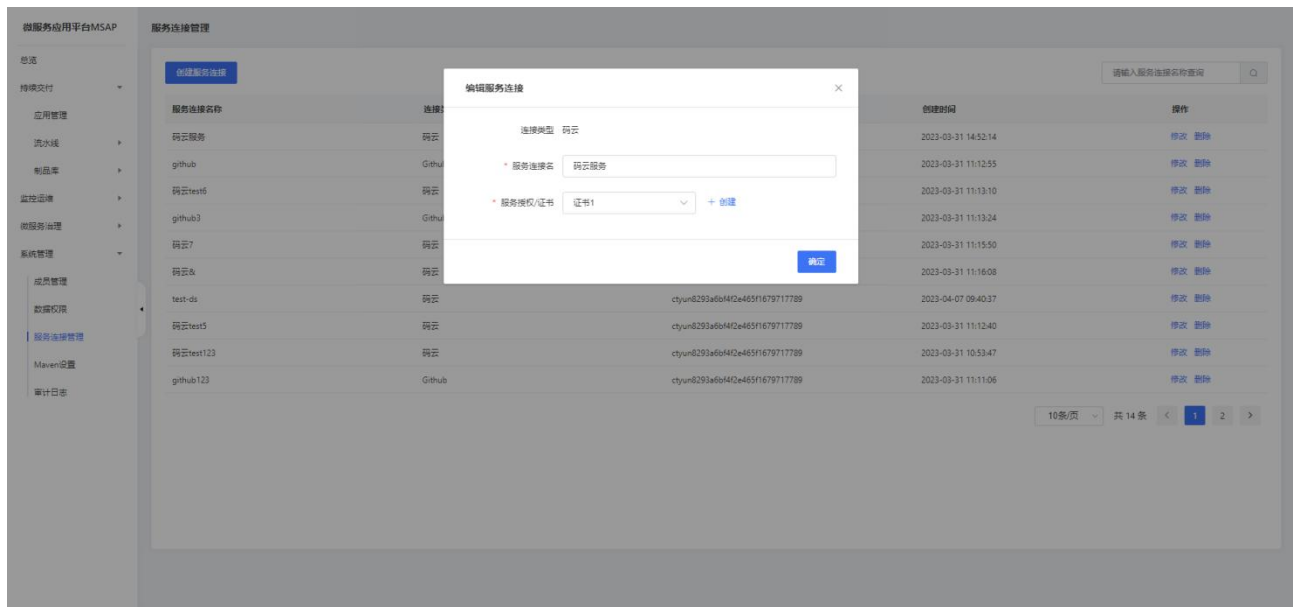 微服务应用平台MSAP
服务连接管理
总览
持续交付
应用管理
流水线
制品库
监控运维
微服务治理
系统管理
成员管理
数据权限
服务连接管理
Maven设置
审计日志
创建服务连接
请输入服务连接名称查询
服务连接名称 连接 创建时间 操作
码云服务 码云 2023-03-31 14:52:14 修改 删除
github Githu 2023-03-31 11:12:55 修改 删除
码云test6 码云 2023-03-31 11:13:10 修改 删除
github3 Githu 2023-03-31 11:13:24 修改 删除
码云7 码云 2023-03-31 11:15:50 修改 删除
码云& 码云 2023-03-31 11:16:08 修改 删除
test-ds 码云 ctyun8293a6bf4f2e465f1679717789 2023-04-07 09:40:37 修改 删除
码云test5 码云 ctyun8293a6bf4f2e465f1679717789 2023-03-31 11:12:40 修改 删除
码云test123 码云 ctyun8293a6bf4f2e465f1679717789 2023-03-31 10:53:47 修改 删除
github123 Github ctyun8293a6bf4f2e465f1679717789 2023-03-31 11:11:06 修改 删除
10条/页 共 14 条 < 1 2 >
编辑服务连接 ×
连接类型 码云
* 服务连接名 码云服务
* 服务授权/证书 证书1 + 创建
确定